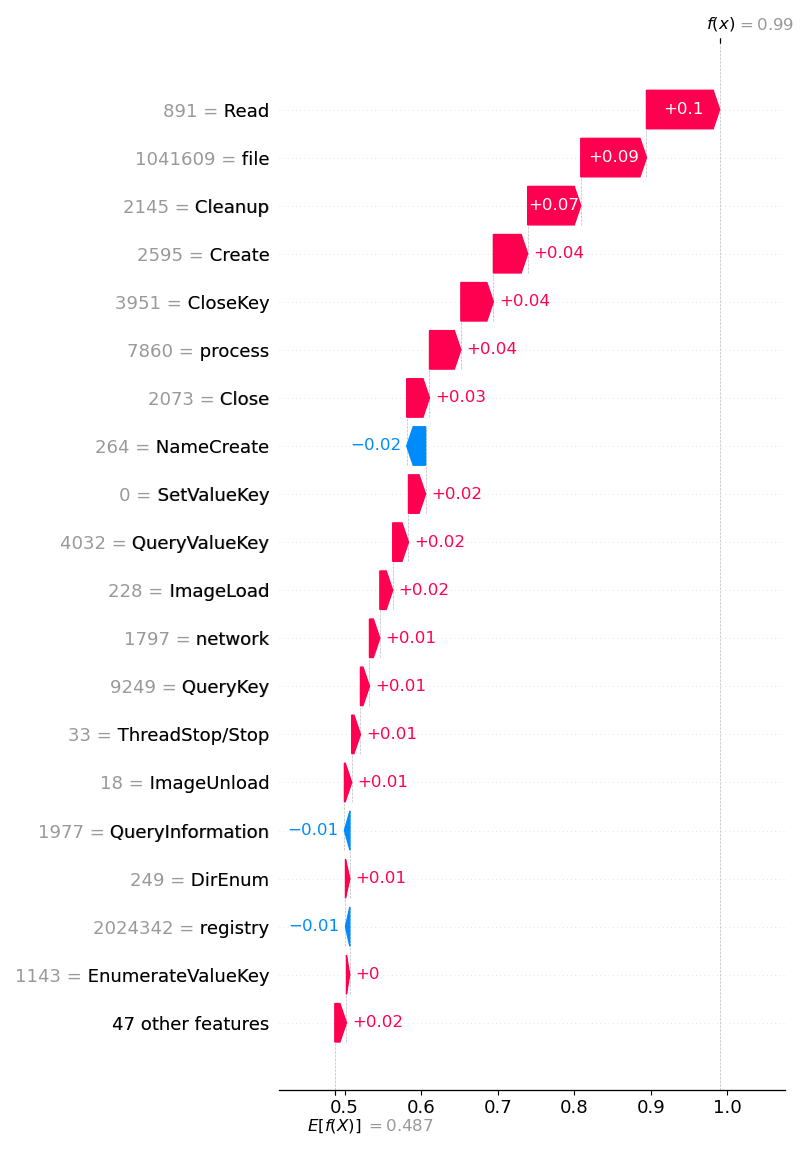 f(x) = 0.99
891 = Read
+0.1
1041609 = file
+0.09
2145 = Cleanup
+0.07
2595 = Create
+0.04
3951 = CloseKey
+0.04
7860 = process
+0.04
2073 = Close
+0.03
264 = NameCreate
−0.02
0 = SetValueKey
+0.02
4032 = QueryValueKey
+0.02
228 = ImageLoad
+0.02
1797 = network
+0.01
9249 = QueryKey
+0.01
33 = ThreadStop/Stop
+0.01
18 = ImageUnload
+0.01
1977 = QueryInformation
−0.01
249 = DirEnum
+0.01
2024342 = registry
−0.01
1143 = EnumerateValueKey
+0
47 other features
+0.02
0.5 0.6 0.7 0.8 0.9 1.0
E[f(X)] = 0.487